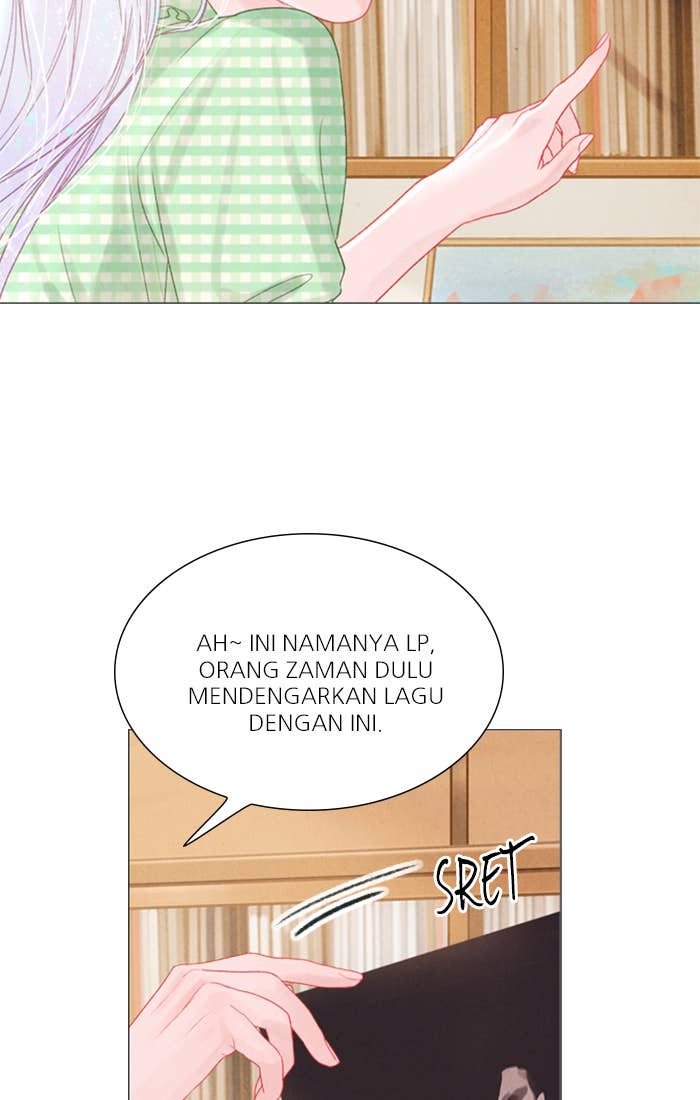 AH~ INI NAMANYA LP,
ORANG ZAMAN DULU
MENDENGARKAN LAGU
DENGAN INI.
SRET